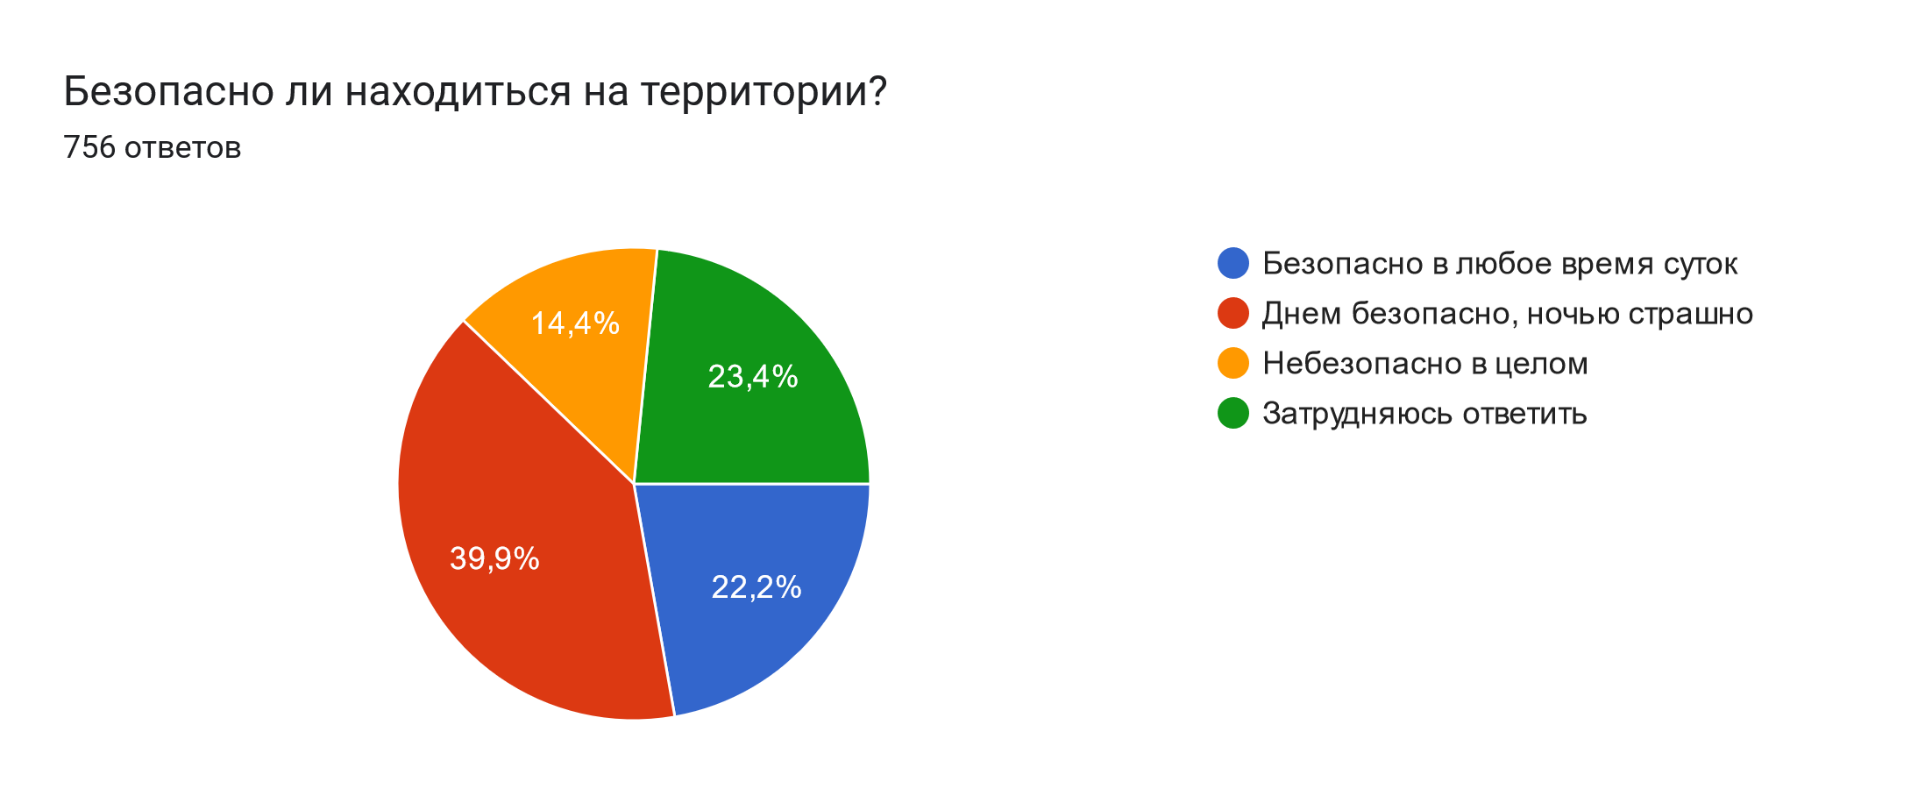 Безопасно ли находиться на территории?
756 ответов
14,4%
23,4%
39,9%
22,2%
Безопасно в любое время суток
Днем безопасно, ночью страшно
Небезопасно в целом
Затрудняюсь ответить